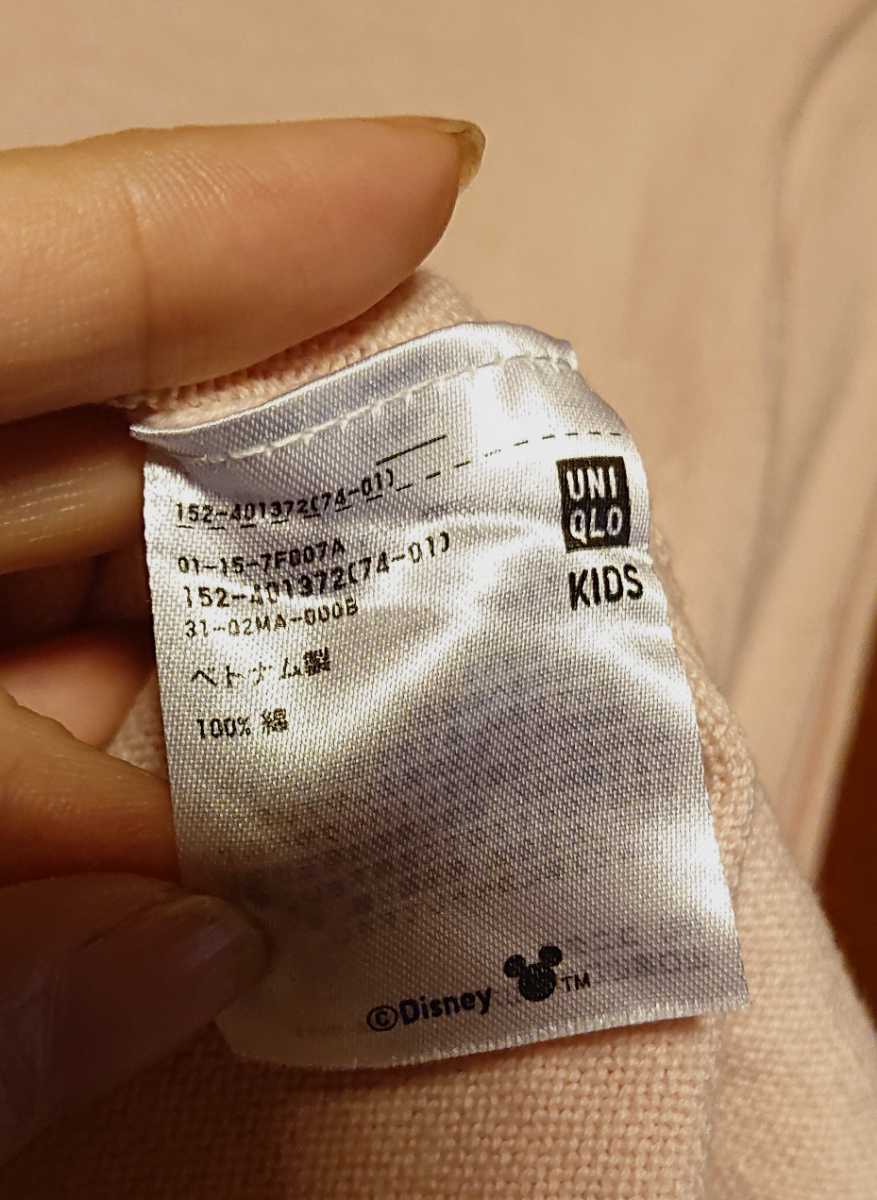 152-401372(74-01)
01-15-7F007A
152-401372(74-01)
31-02MA-000B
ベトナム製
100% 綿
UNI
QLO
KIDS
©Disney TM